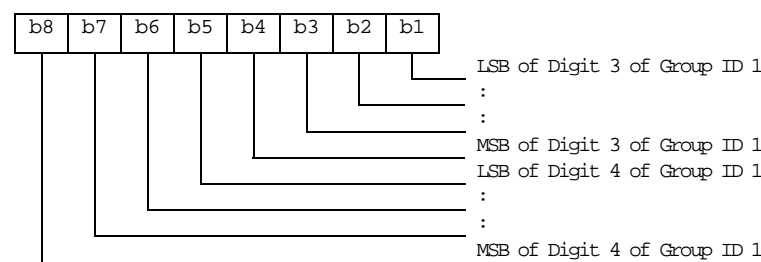 b8 b7 b6 b5 b4 b3 b2 b1
LSB of Digit 3 of Group ID 1
:
:
MSB of Digit 3 of Group ID 1
LSB of Digit 4 of Group ID 1
:
:
MSB of Digit 4 of Group ID 1